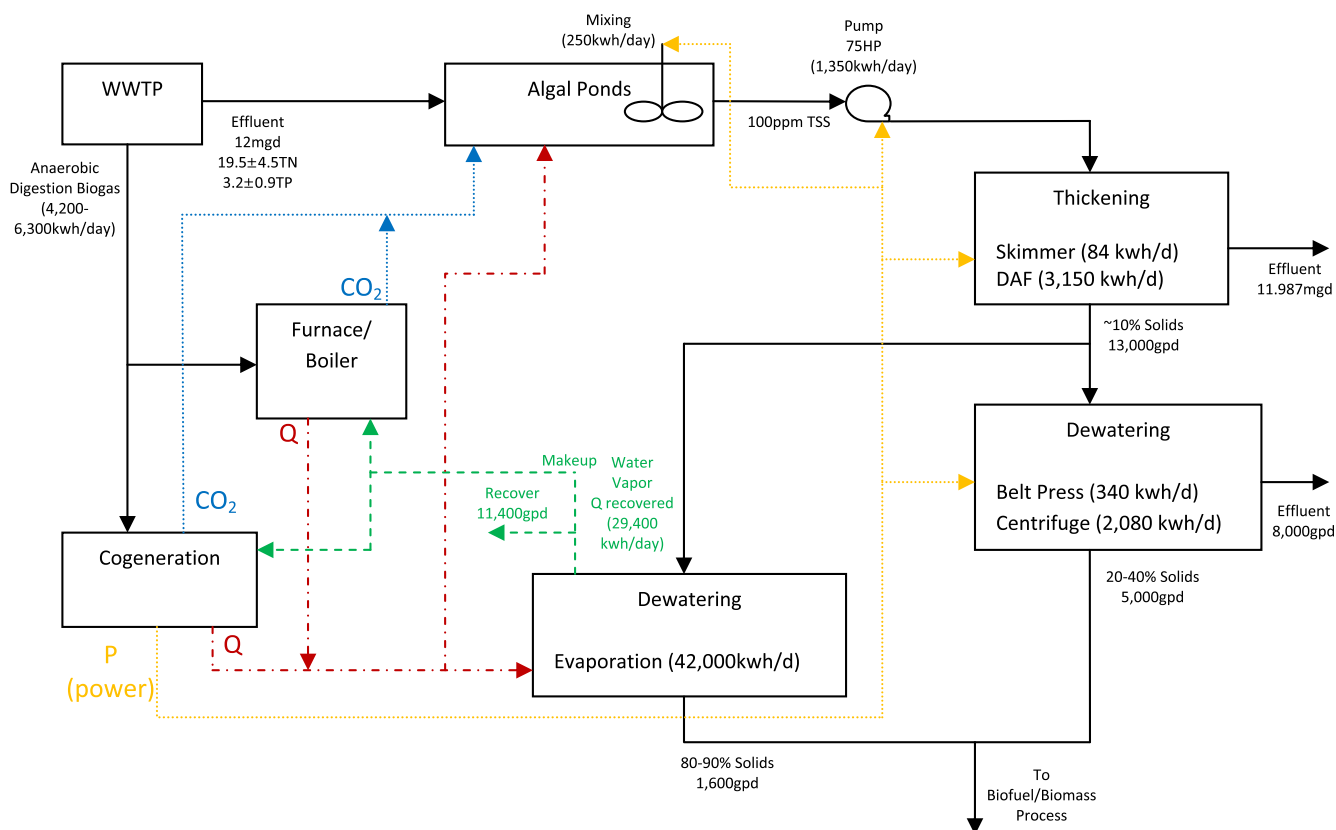 Mixing
(250kwh/day)
Pump
75HP
(1,350kwh/day)
WWTP
Algal Ponds
Effluent
12mgd
19.5±4.5TN
3.2±0.9TP
100ppm TSS
Anaerobic
Digestion Biogas
(4,200-
6,300kwh/day)
Thickening
Skimmer (84 kwh/d)
DAF (3,150 kwh/d)
Effluent
11.987mgd
CO2
Furnace/
Boiler
~10% Solids
13,000gpd
Q
Dewatering
Belt Press (340 kwh/d)
Centrifuge (2,080 kwh/d)
Effluent
8,000gpd
Makeup
Water
Vapor
Q recovered
(29,400
kwh/day)
Recover
11,400gpd
CO2
Cogeneration
Dewatering
Evaporation (42,000kwh/d)
20-40% Solids
5,000gpd
Q
P
(power)
80-90% Solids
1,600gpd
To
Biofuel/Biomass
Process